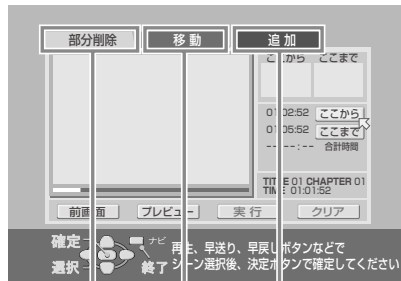 部分削除 移動 追加
ここから ここまで
01:02:52 ここから
01:05:52 ここまで
--:--:-- 合計時間
TITLE 01 CHAPTER 01
TIME 01:01:52
前画面 プレビュー 実行 クリア
確定 ナビ 再生、早送り、早戻しボタンなどで
選択 終了 シーン選択後、決定ボタンで確定してください